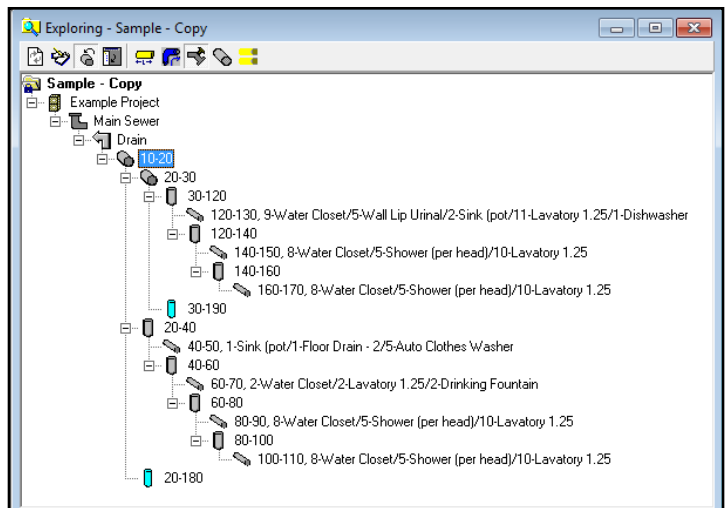 Exploring - Sample - Copy
Sample - Copy
Example Project
Main Sewer
Drain
10-20
20-30
30-120
120-130, 9-Water Closet/5-Wall Lip Urinal/2-Sink (pot/11-Lavatory 1.25/1-Dishwasher
120-140
140-150, 8-Water Closet/5-Shower (per head)/10-Lavatory 1.25
140-160
160-170, 8-Water Closet/5-Shower (per head)/10-Lavatory 1.25
30-190
20-40
40-50, 1-Sink (pot/1-Floor Drain - 2/5-Auto Clothes Washer
40-60
60-70, 2-Water Closet/2-Lavatory 1.25/2-Drinking Fountain
60-80
80-90, 8-Water Closet/5-Shower (per head)/10-Lavatory 1.25
80-100
100-110, 8-Water Closet/5-Shower (per head)/10-Lavatory 1.25
20-180